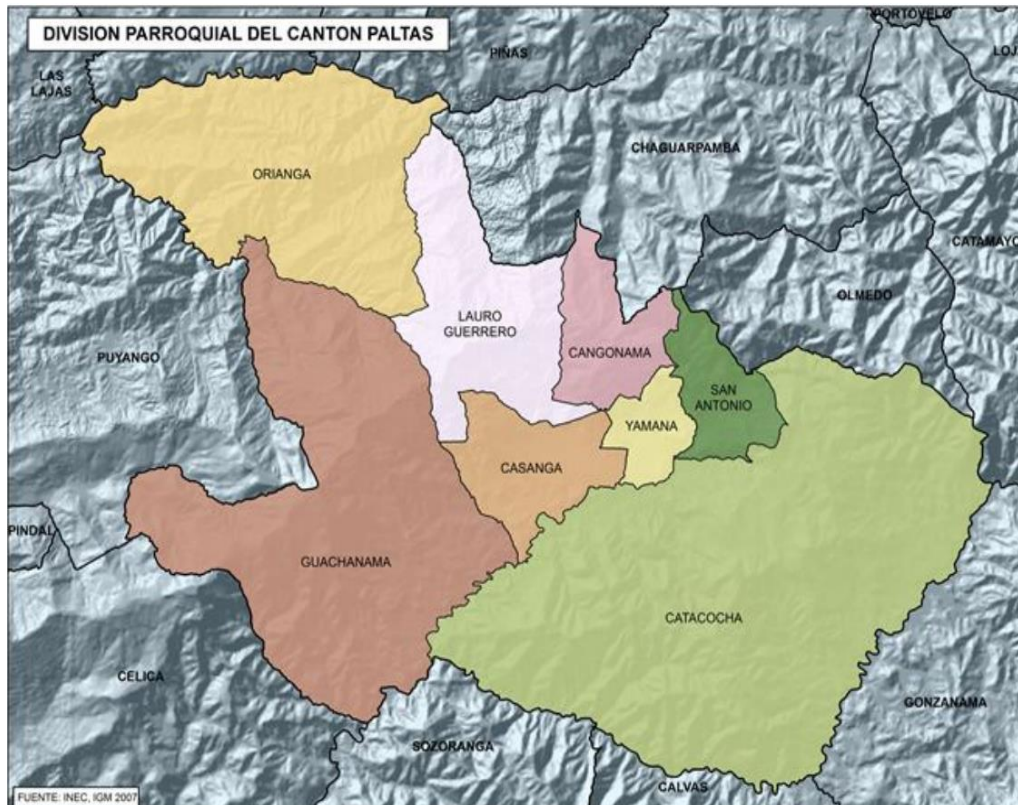 DIVISION PARROQUIAL DEL CANTON PALTAS
PORTOVELO
PIÑAS
LOJ
LAS
LAJAS
CHAGUARPAMBA
ORIANGA
CATAMAYO
OLMEDO
LAURO
GUERRERO
PUYANGO
CANGONAMA
SAN
ANTONIO
YAMANA
CASANGA
PINDAL
GUACHANAMA
CATACOCHA
CELICA
GONZANAMA
SOZORANGA
CALVAS
FUENTE: INEC, IGM 2007